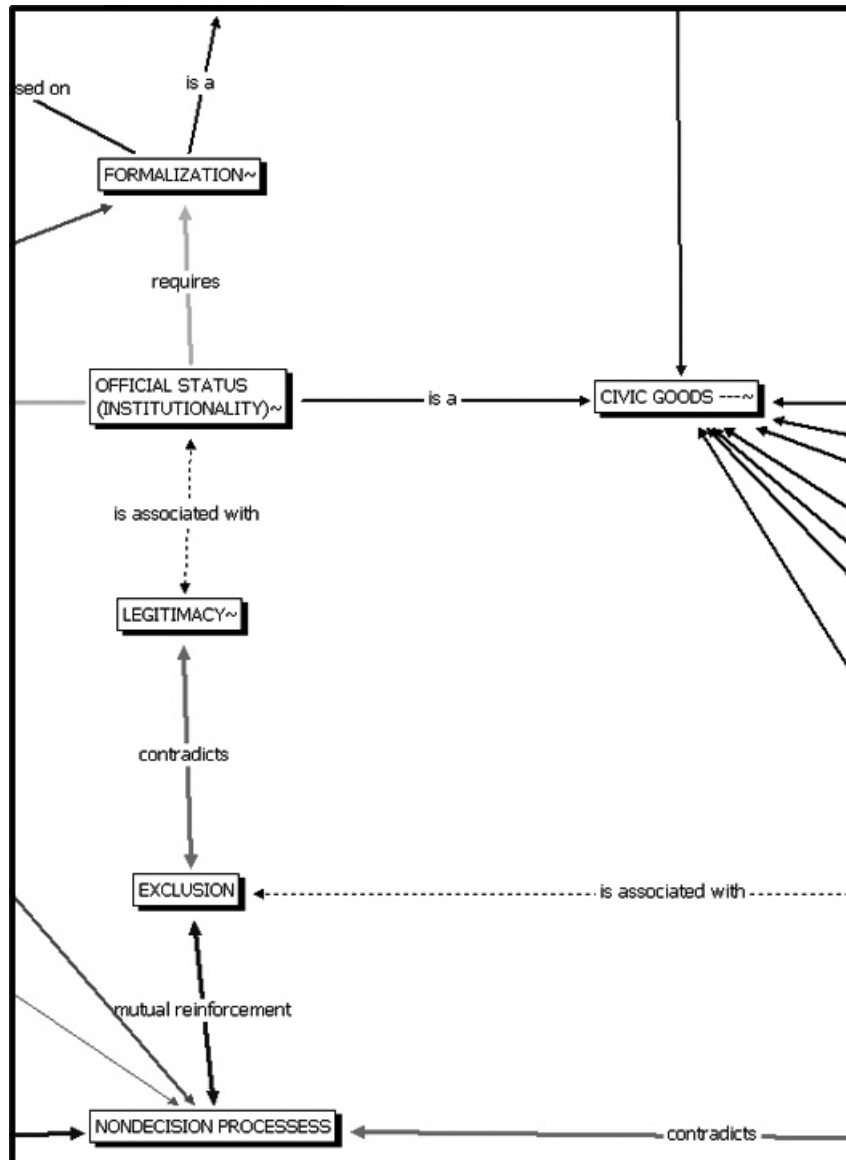 is a
sed on
FORMALIZATION~
requires
OFFICIAL STATUS
(INSTITUTIONALITY)~
is a
CIVIC GOODS ---~
is associated with
LEGITIMACY~
contradicts
EXCLUSION
is associated with
mutual reinforcement
NONDECISION PROCESSESS
contradicts